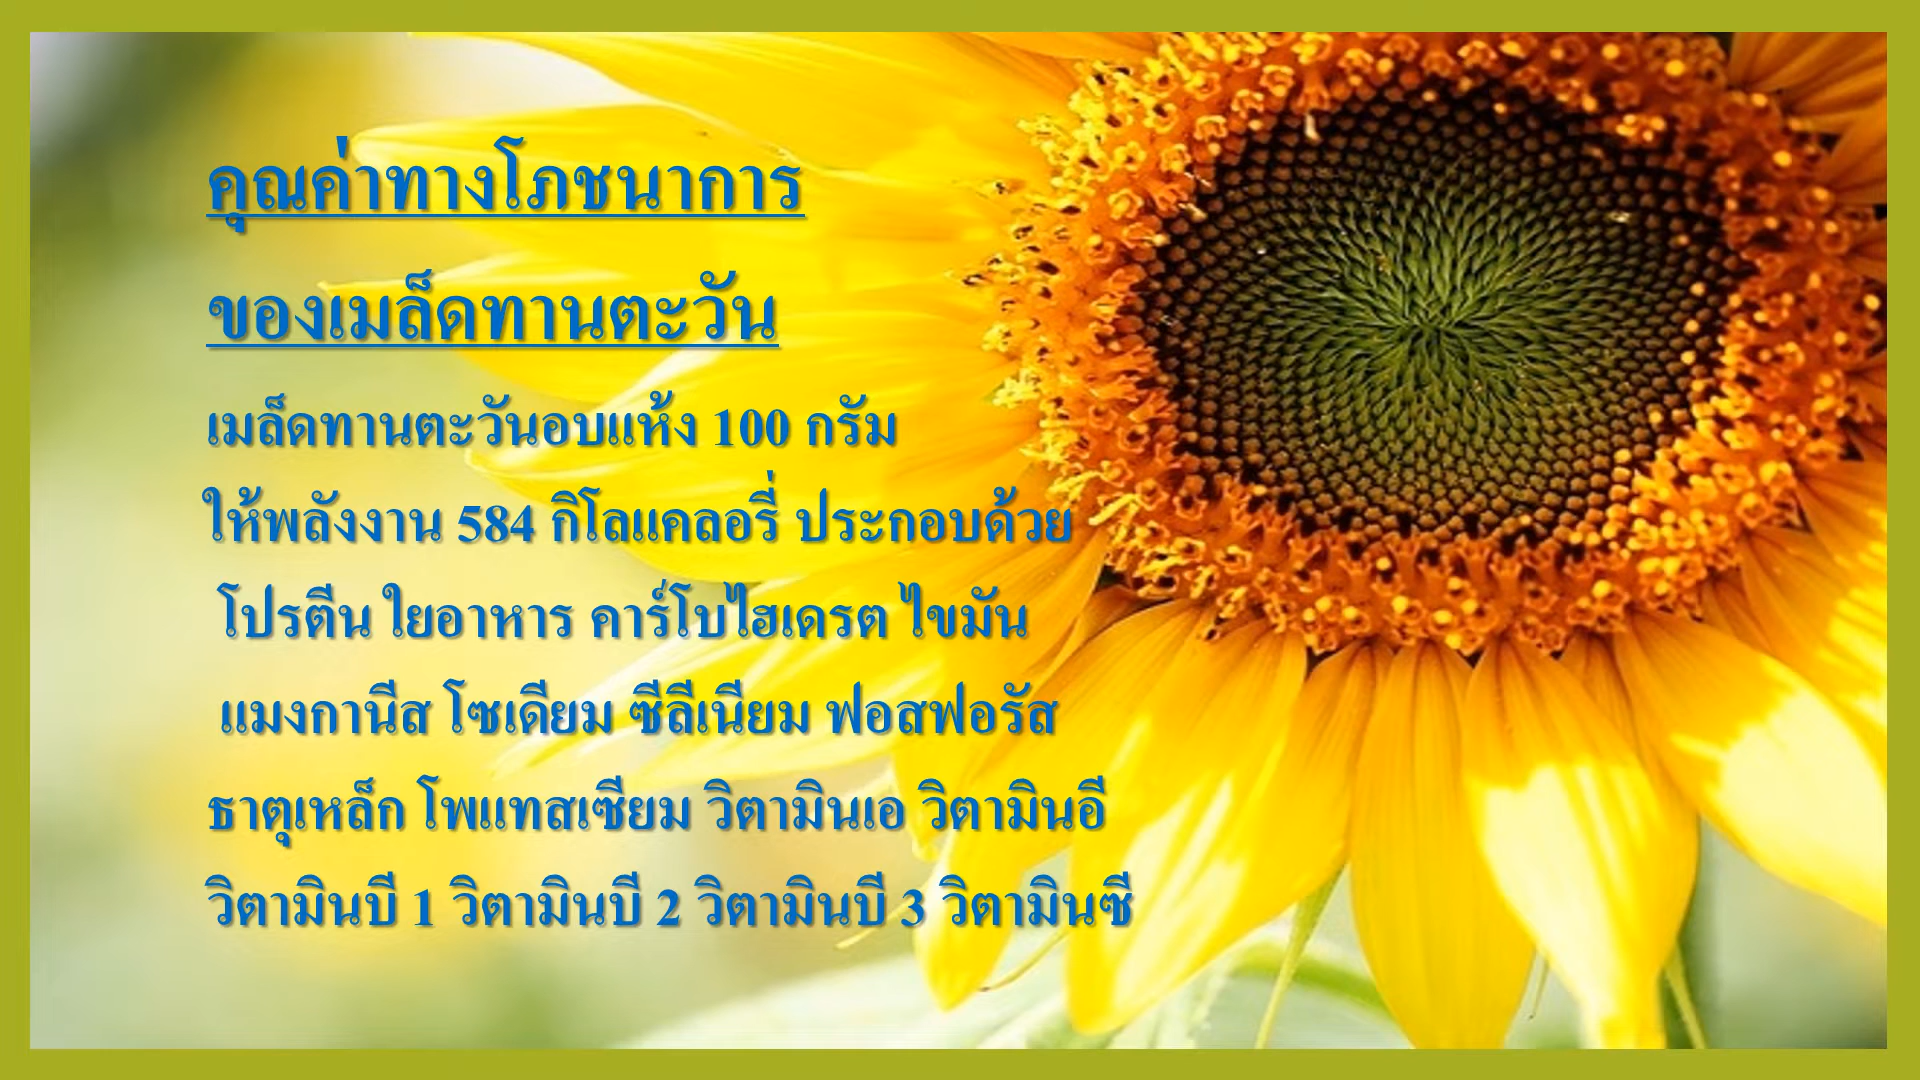 คุณค่าทางโภชนาการ
ของเมล็ดทานตะวัน
เมล็ดทานตะวันอบแห้ง 100 กรัม
ให้พลังงาน 584 กิโลแคลอรี่ ประกอบด้วย
โปรตีน ใยอาหาร คาร์โบไฮเดรต ไขมัน
แมงกานีส โซเดียม ซีลีเนียม ฟอสฟอรัส
ธาตุเหล็ก โพแทสเซียม วิตามินเอ วิตามินอี
วิตามินบี 1 วิตามินบี 2 วิตามินบี 3 วิตามินซี